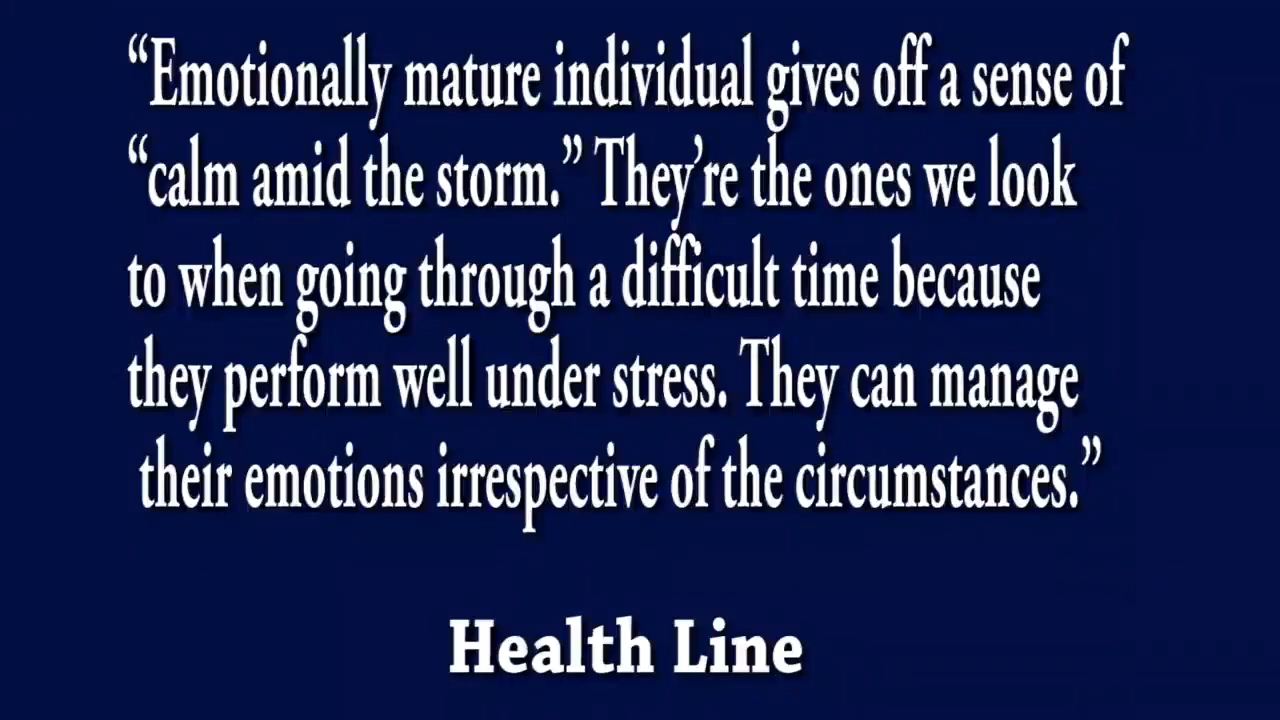 “Emotionally mature individual gives off a sense of
“calm amid the storm.” They’re the ones we look
to when going through a difficult time because
they perform well under stress. They can manage
their emotions irrespective of the circumstances.”
Health Line